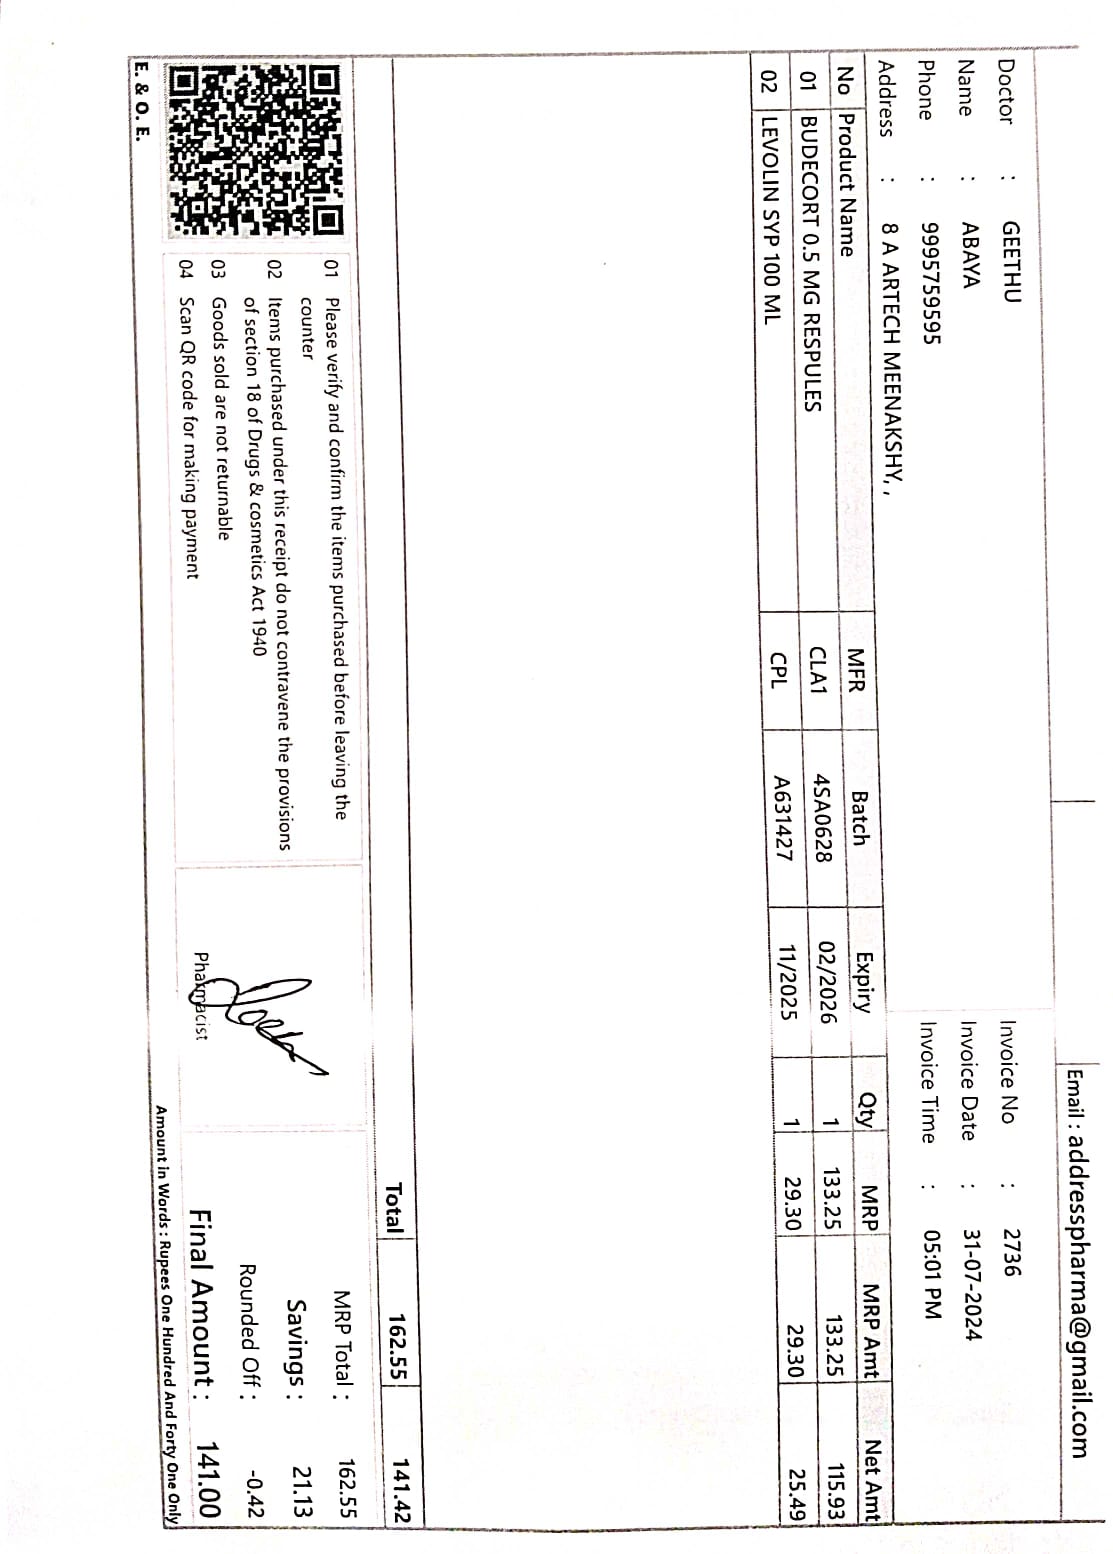 Email : addresspharma@gmail.com
Doctor : GEETHU
Name : ABAYA
Phone : 9995759595
Address : 8 A ARTECH MEENAKSHY, ,
Invoice No : 2736
Invoice Date : 31-07-2024
Invoice Time : 05:01 PM
No Product Name MFR Batch Expiry Qty MRP MRP Amt Net Amt
01 BUDECORT 0.5 MG RESPULES CLA1 4SA0628 02/2026 1 133.25 133.25 115.93
02 LEVOLIN SYP 100 ML CPL A631427 11/2025 1 29.30 29.30 25.49
Total 162.55 141.42
01 Please verify and confirm the items purchased before leaving the
counter
02 Items purchased under this receipt do not contravene the provisions
of section 18 of Drugs & cosmetics Act 1940
03 Goods sold are not returnable
04 Scan QR code for making payment
Pharmacist
MRP Total : 162.55
Savings : 21.13
Rounded Off : -0.42
Final Amount : 141.00
Amount in Words : Rupees One Hundred And Forty One Only
E. & O. E.